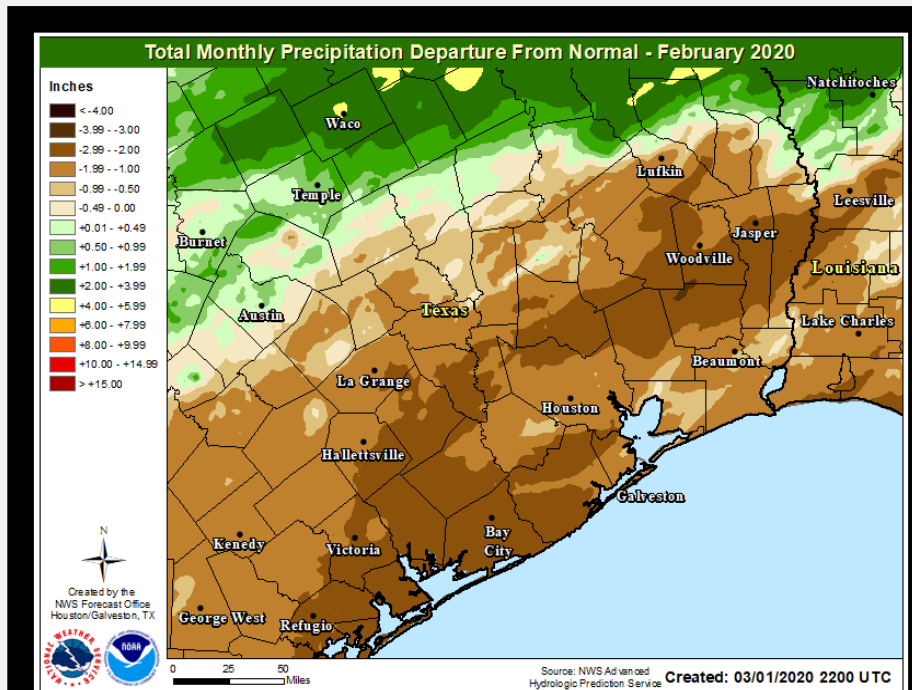 Total Monthly Precipitation Departure From Normal - February 2020
Inches
< -4.00
-3.99 - -3.00
-2.99 - -2.00
-1.99 - -1.00
-0.99 - -0.50
-0.49 - 0.00
+0.01 - +0.49
+0.50 - +0.99
+1.00 - +1.99
+2.00 - +3.99
+4.00 - +5.99
+6.00 - +7.99
+8.00 - +9.99
+10.00 - +14.99
> +15.00
Natchitoches
Waco
Lufkin
Temple
Leesville
Burnet
Jasper
Woodville
Louisiana
Austin
Texas
Lake Charles
Beaumont
La Grange
Houston
Hallettsville
Galveston
Bay
City
Kenedy
Victoria
George West
Refugio
N
Created by the
NWS Forecast Office
Houston/Galveston, TX
NATIONAL WEATHER SERVICE
NOAA
0 25 50
Miles
Source: NWS Advanced
Hydrologic Prediction Service
Created: 03/01/2020 2200 UTC